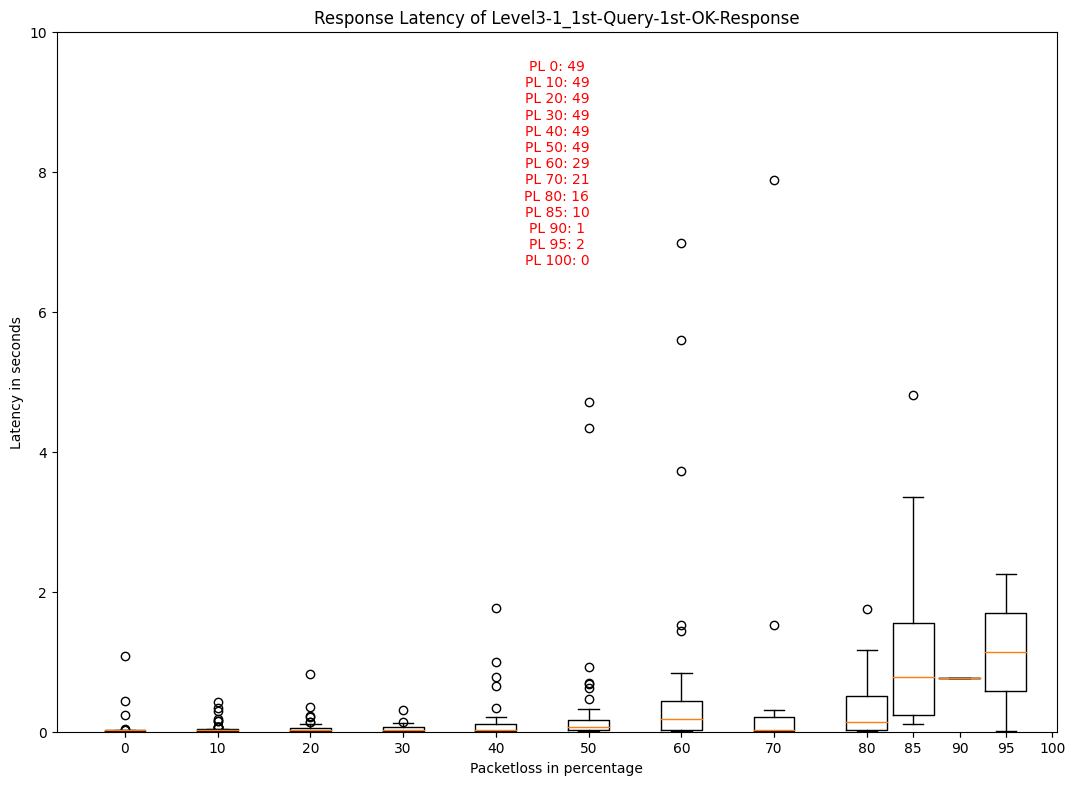 Response Latency of Level3-1_1st-Query-1st-OK-Response
10
8
6
4
2
0
Latency in seconds
PL 0: 49
PL 10: 49
PL 20: 49
PL 30: 49
PL 40: 49
PL 50: 49
PL 60: 29
PL 70: 21
PL 80: 16
PL 85: 10
PL 90: 1
PL 95: 2
PL 100: 0
0 10 20 30 40 50 60 70 80 85 90 95 100
Packetloss in percentage